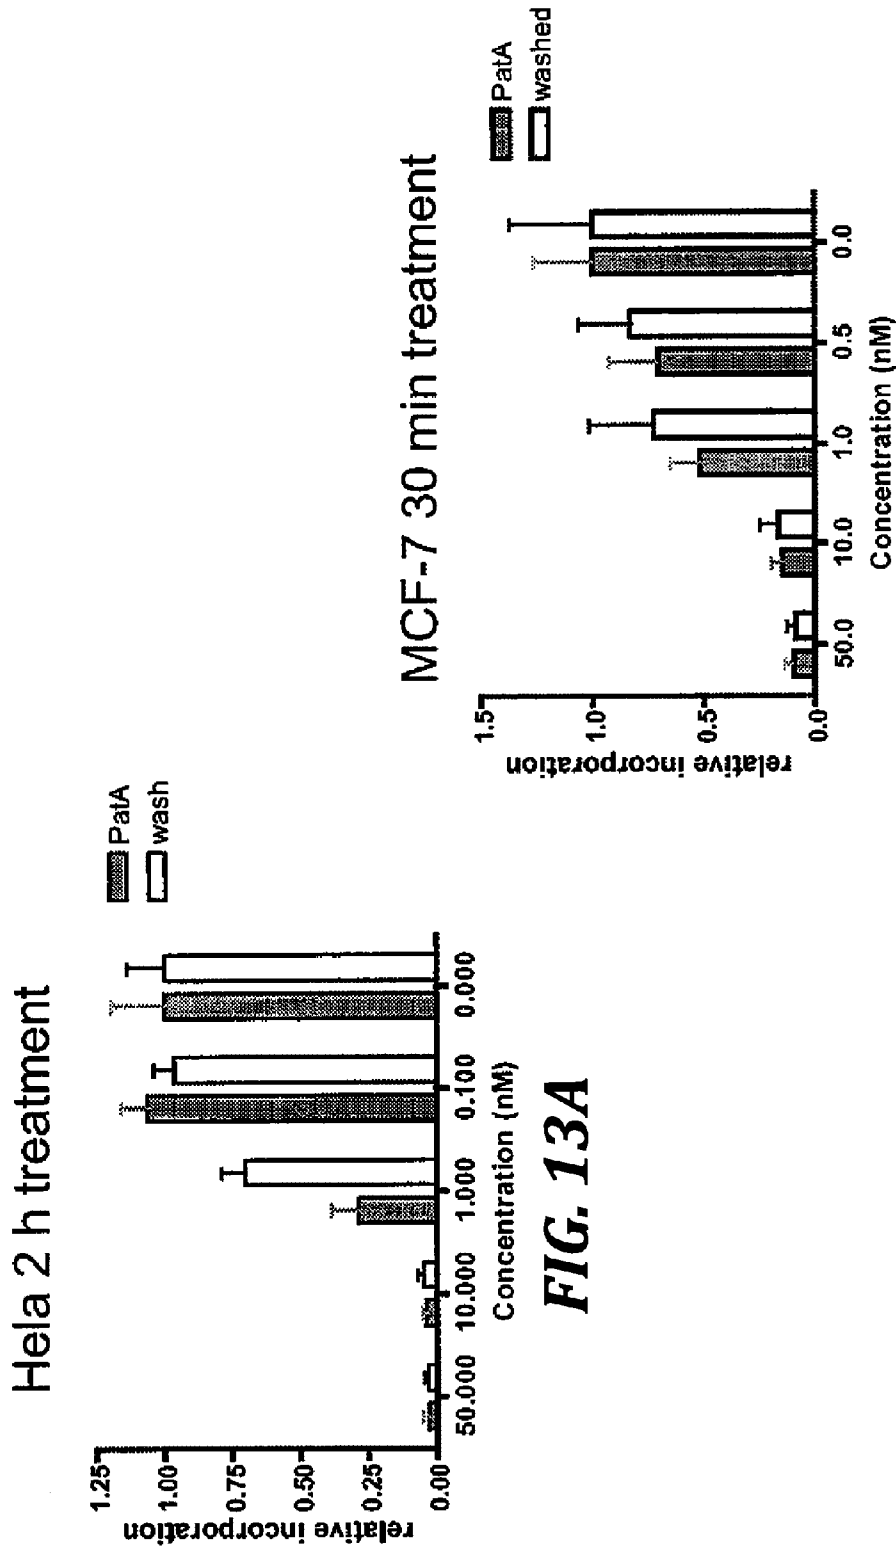 Hela 2 h treatment
PatA
wash
1.25
1.00
0.75
0.50
0.25
0.00
relative incorporation
50.000 10.000 1.000 0.100 0.000
Concentration (nM)
FIG. 13A
MCF-7 30 min treatment
PatA
washed
1.5
1.0
0.5
0.0
relative incorporation
50.0 10.0 1.0 0.5 0.0
Concentration (nM)